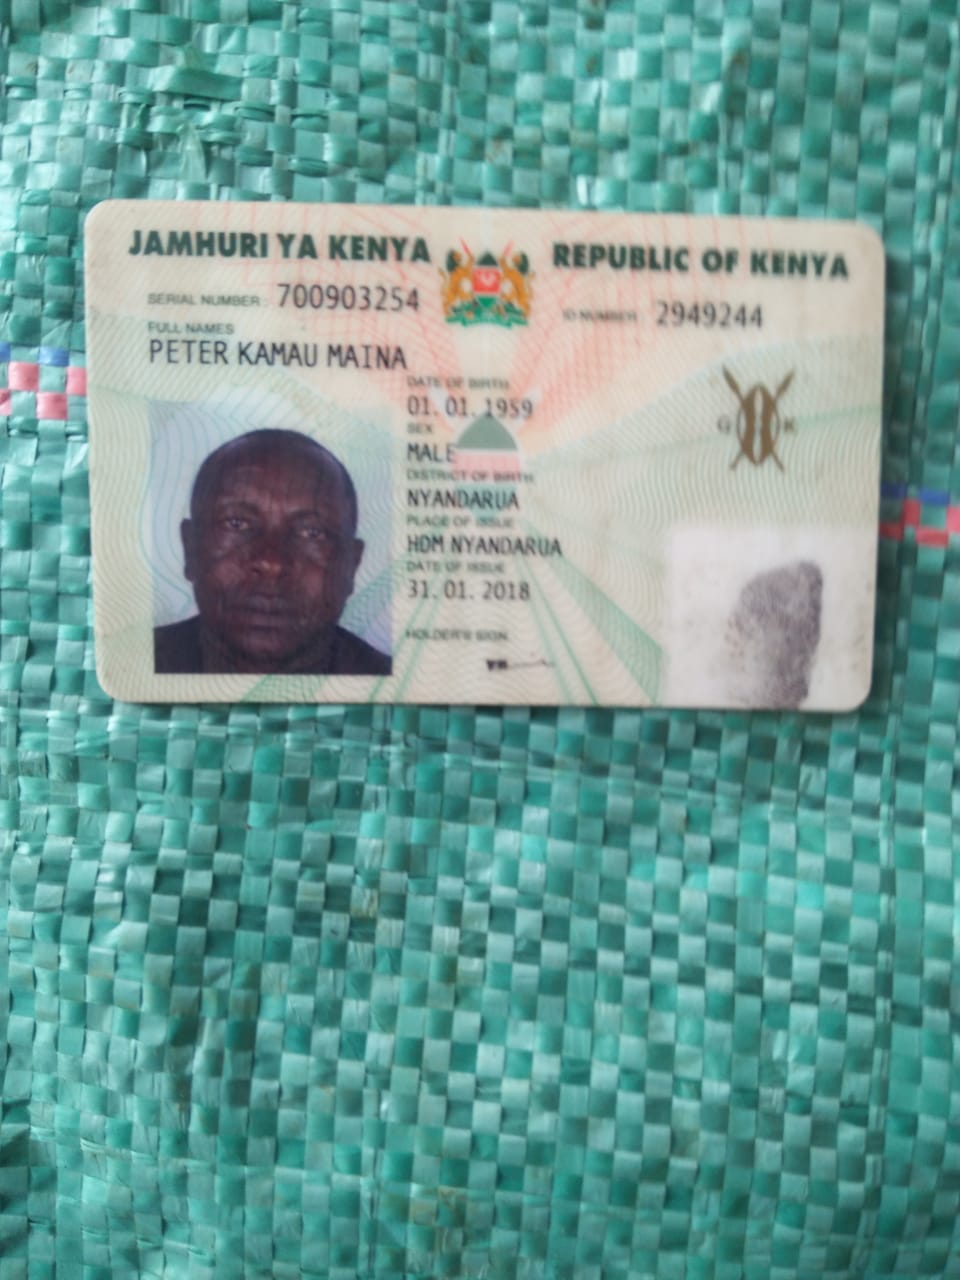 JAMHURI YA KENYA REPUBLIC OF KENYA
SERIAL NUMBER: 700903254 ID NUMBER: 2949244
FULL NAMES
PETER KAMAU MAINA
DATE OF BIRTH
01. 01. 1959
SEX
MALE
DISTRICT OF BIRTH
NYANDARUA
PLACE OF ISSUE
HDM NYANDARUA
DATE OF ISSUE
31. 01. 2018
HOLDER'S SIGN.
G K